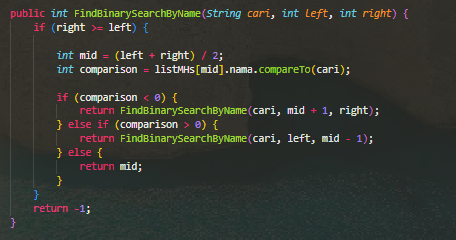 public int FindBinarySearchByName(String cari, int left, int right) {
    if (right >= left) {

        int mid = (left + right) / 2;
        int comparison = listMHs[mid].nama.compareTo(cari);

        if (comparison < 0) {
            return FindBinarySearchByName(cari, mid + 1, right);
        } else if (comparison > 0) {
            return FindBinarySearchByName(cari, left, mid - 1);
        } else {
            return mid;
        }
    }
    return -1;
}